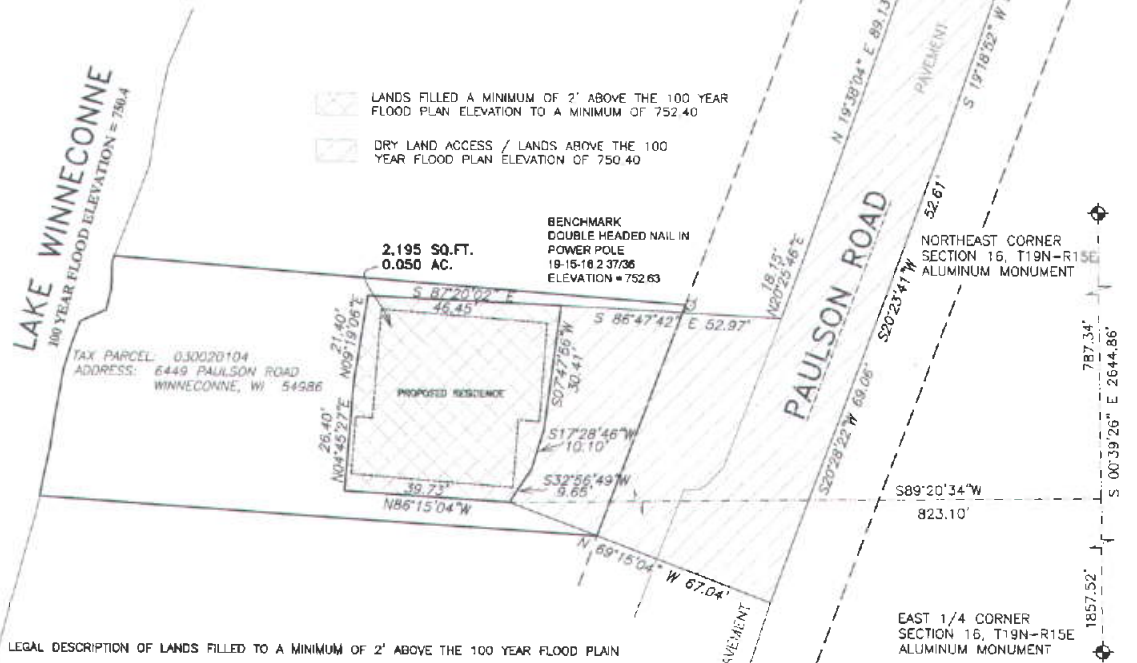 LAKE WINNECONNE
100 YEAR FLOOD ELEVATION = 750.4
LANDS FILLED A MINIMUM OF 2' ABOVE THE 100 YEAR
FLOOD PLAN ELEVATION TO A MINIMUM OF 752.40
DRY LAND ACCESS / LANDS ABOVE THE 100
YEAR FLOOD PLAN ELEVATION OF 750.40
2,195 SQ.FT.
0.050 AC.
BENCHMARK
DOUBLE HEADED NAIL IN
POWER POLE
19-15-16 2 37/36
ELEVATION = 752.63
TAX PARCEL: 030020104
ADDRESS: 6449 PAULSON ROAD
WINNECONNE, WI 54986
PROPOSED RESIDENCE
S 87°20'02" E
46.45'
S 86°47'42" E 52.97'
21.40'
N09°19'06"E
26.40'
N04°45'27"E
S07°47'56"W
30.41'
S17°28'46"W
10.10'
S32°56'49"W
9.65'
39.73'
N86°15'04"W
N 69°15'04" W 67.04'
18.15'
N20°25'46"E
N 19°38'04" E 89.13'
PAVEMENT
S 19°18'52" W
52.61'
S20°23'41"W
PAULSON ROAD
S20°28'22"W 69.06'
NORTHEAST CORNER
SECTION 16, T19N-R15E
ALUMINUM MONUMENT
787.34'
S 00°39'26" E 2644.86'
S89°20'34"W
823.10'
1857.52'
EAST 1/4 CORNER
SECTION 16, T19N-R15E
ALUMINUM MONUMENT
AVEMENT
LEGAL DESCRIPTION OF LANDS FILLED TO A MINIMUM OF 2' ABOVE THE 100 YEAR FLOOD PLAIN